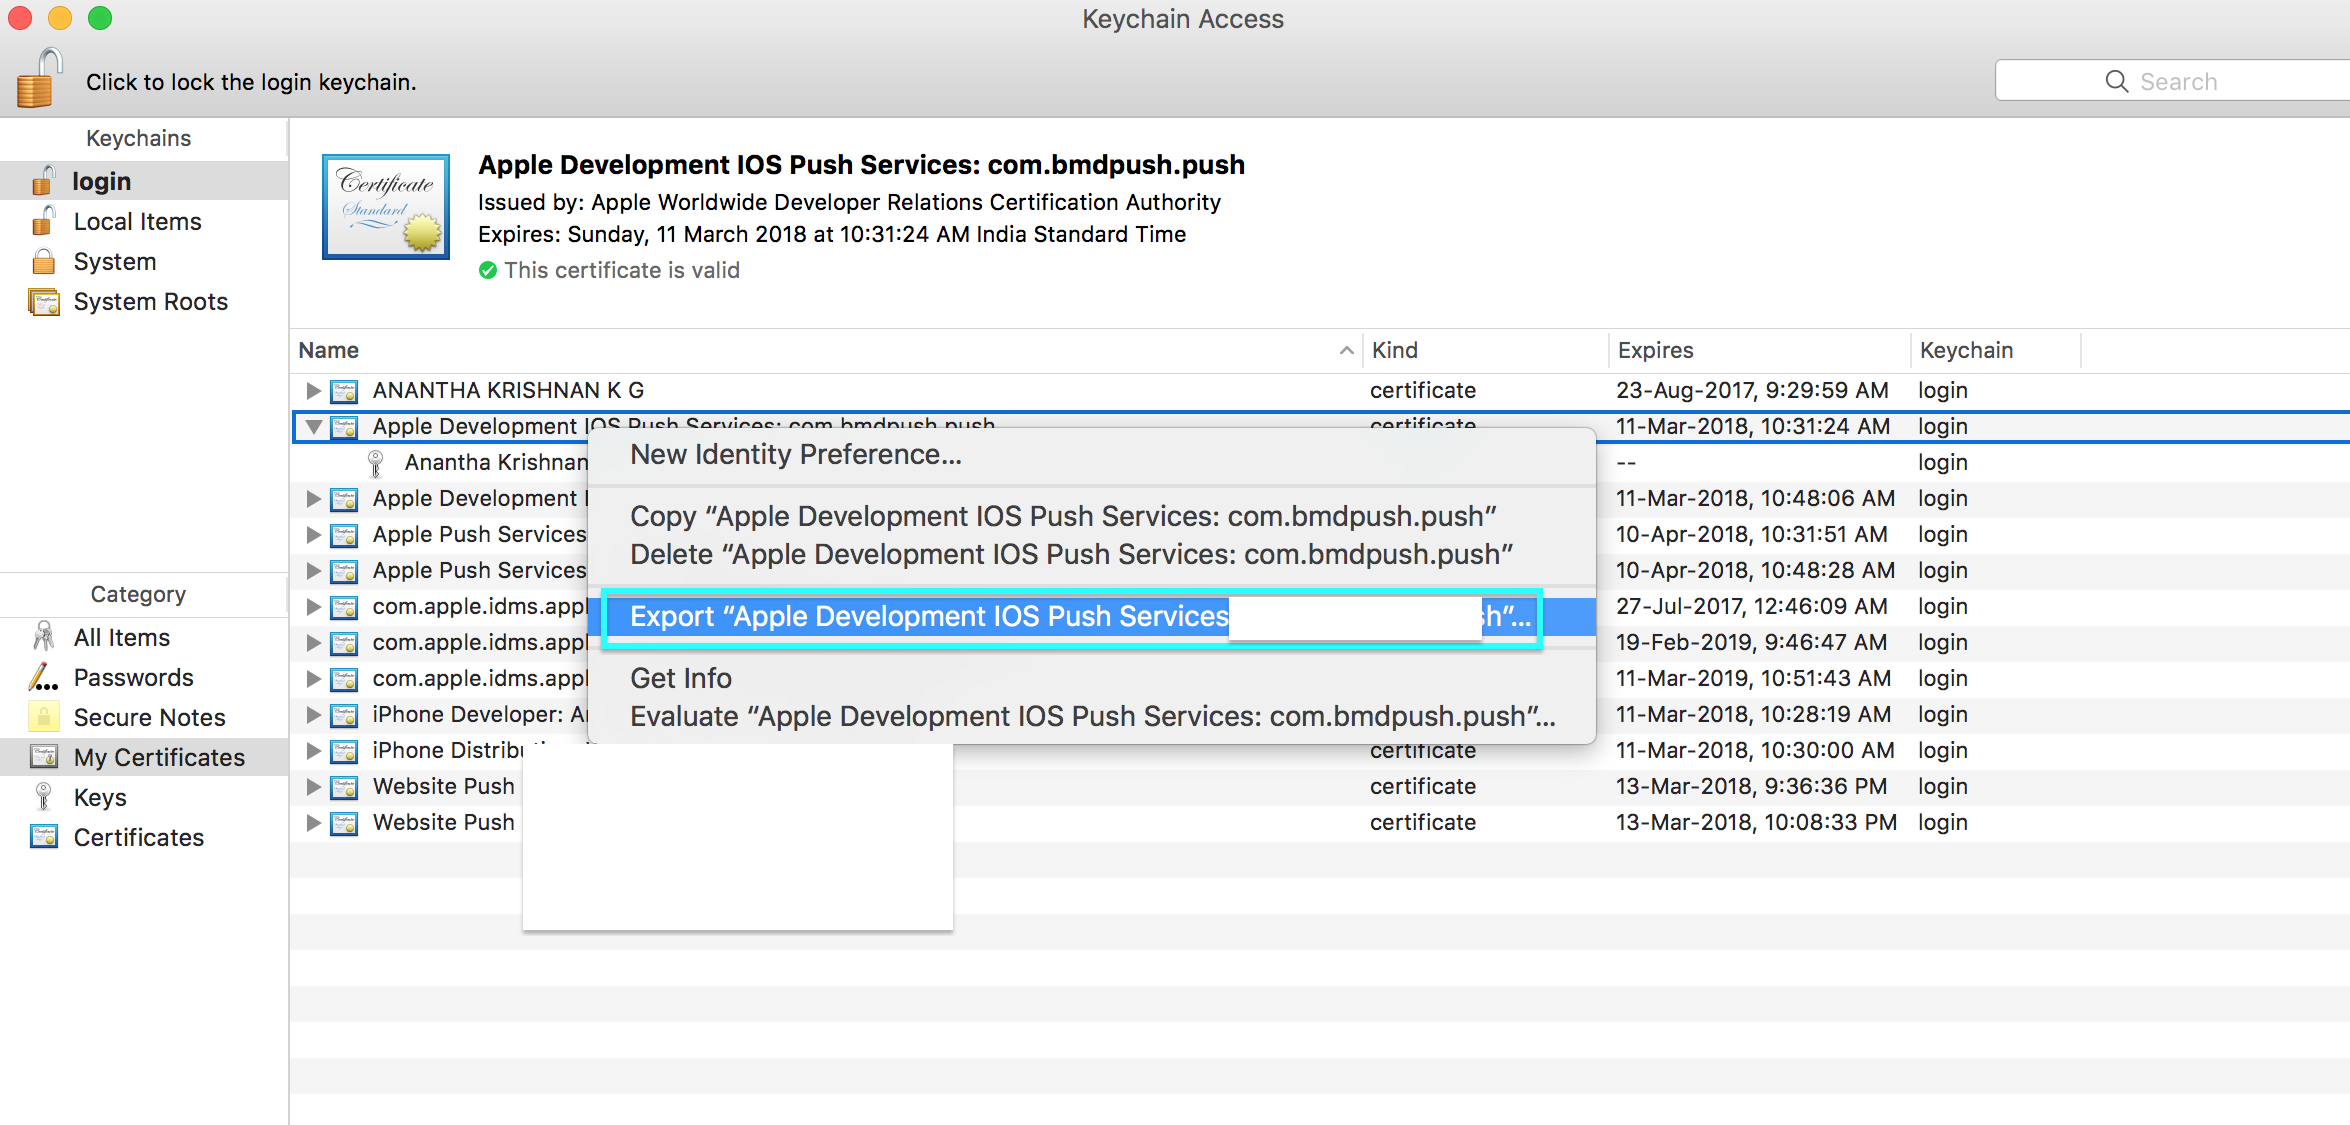 Keychain Access
Click to lock the login keychain.
Search
Keychains
login
Local Items
System
System Roots
Category
All Items
Passwords
Secure Notes
My Certificates
Keys
Certificates
Certificate
Standard
Apple Development IOS Push Services: com.bmdpush.push
Issued by: Apple Worldwide Developer Relations Certification Authority
Expires: Sunday, 11 March 2018 at 10:31:24 AM India Standard Time
This certificate is valid
Name Kind Expires Keychain
ANANTHA KRISHNAN K G certificate 23-Aug-2017, 9:29:59 AM login
Apple Development IOS Push Services: com.bmdpush.push certificate 11-Mar-2018, 10:31:24 AM login
Anantha Krishnan -- login
Apple Development 11-Mar-2018, 10:48:06 AM login
Apple Push Services 10-Apr-2018, 10:31:51 AM login
Apple Push Services 10-Apr-2018, 10:48:28 AM login
com.apple.idms.appl 27-Jul-2017, 12:46:09 AM login
com.apple.idms.appl 19-Feb-2019, 9:46:47 AM login
com.apple.idms.appl 11-Mar-2019, 10:51:43 AM login
iPhone Developer: 11-Mar-2018, 10:28:19 AM login
iPhone certificate 11-Mar-2018, 10:30:00 AM login
Website Push certificate 13-Mar-2018, 9:36:36 PM login
Website Push certificate 13-Mar-2018, 10:08:33 PM login
New Identity Preference...
Copy “Apple Development IOS Push Services: com.bmdpush.push”
Delete “Apple Development IOS Push Services: com.bmdpush.push”
Export “Apple Development IOS Push Services sh”...
Get Info
Evaluate “Apple Development IOS Push Services: com.bmdpush.push”...